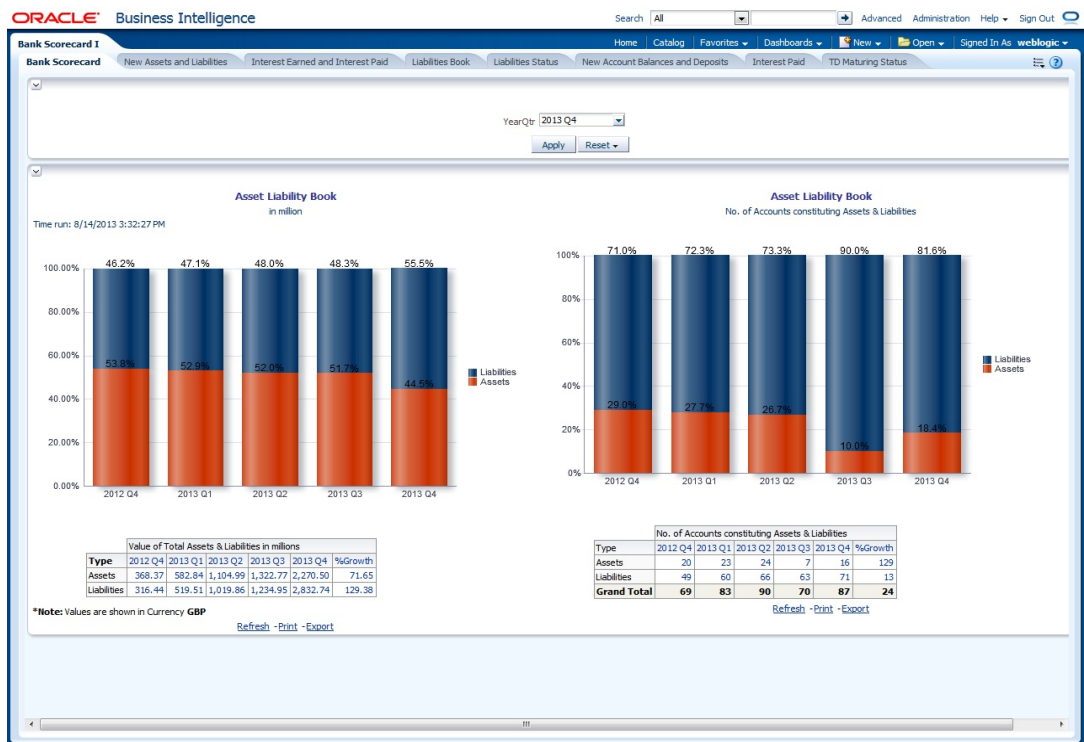 ORACLE Business Intelligence
Search All Advanced Administration Help Sign Out
Bank Scorecard I
Home Catalog Favorites Dashboards New Open Signed In As weblogic
Bank Scorecard New Assets and Liabilities Interest Earned and Interest Paid Liabilities Book Liabilities Status New Account Balances and Deposits Interest Paid TD Maturing Status
YearQtr 2013 Q4
Apply Reset
Asset Liability Book
in million
Time run: 8/14/2013 3:32:27 PM
46.2% 47.1% 48.0% 48.3% 55.5%
100.00%
80.00%
60.00%
53.8% 52.9% 52.0% 51.7% 44.5%
Liabilities
Assets
40.00%
20.00%
0.00%
2012 Q4 2013 Q1 2013 Q2 2013 Q3 2013 Q4
Value of Total Assets & Liabilities in millions
Type 2012 Q4 2013 Q1 2013 Q2 2013 Q3 2013 Q4 %Growth
Assets 368.37 582.84 1,104.99 1,322.77 2,270.50 71.65
Liabilities 316.44 519.51 1,019.86 1,234.95 2,832.74 129.38
*Note: Values are shown in Currency GBP
Refresh - Print - Export
Asset Liability Book
No. of Accounts constituting Assets & Liabilities
71.0% 72.3% 73.3% 90.0% 81.6%
100%
80%
60%
Liabilities
Assets
40%
29.0% 27.7% 26.7% 10.0% 18.4%
20%
0%
2012 Q4 2013 Q1 2013 Q2 2013 Q3 2013 Q4
No. of Accounts constituting Assets & Liabilities
Type 2012 Q4 2013 Q1 2013 Q2 2013 Q3 2013 Q4 %Growth
Assets 20 23 24 7 16 129
Liabilities 49 60 66 63 71 13
Grand Total 69 83 90 70 87 24
Refresh - Print - Export